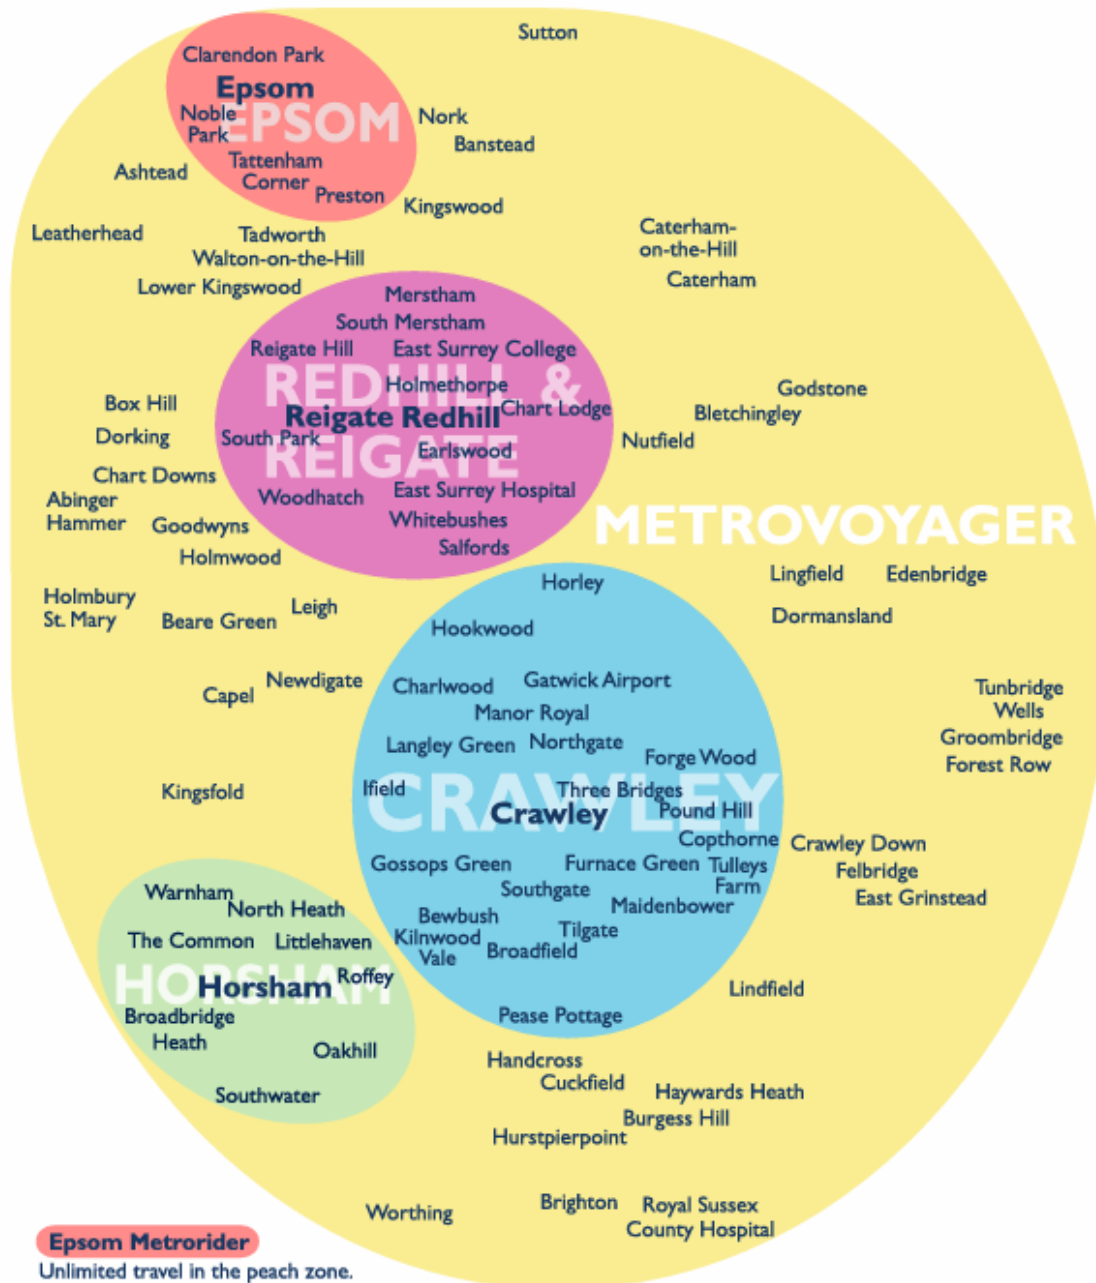 Sutton
Clarendon Park
Epsom
EPSOM
Noble
Park
Nork
Banstead
Tattenham
Corner
Ashtead
Preston
Kingswood
Leatherhead
Tadworth
Walton-on-the-Hill
Caterham-
on-the-Hill
Caterham
Lower Kingswood
Merstham
South Merstham
Reigate Hill
East Surrey College
REDHILL &
REIGATE
Holmethorpe
Godstone
Box Hill
Chart Lodge
Reigate Redhill
Bletchingley
Dorking
South Park
Nutfield
Earlswood
Chart Downs
Abinger
Hammer
Woodhatch
East Surrey Hospital
Goodwyns
Whitebushes
METROVOYAGER
Holmwood
Salfords
Lingfield
Edenbridge
Horley
Holmbury
St. Mary
Leigh
Beare Green
Dormansland
Hookwood
Newdigate
Capel
Charlwood
Gatwick Airport
Tunbridge
Wells
Manor Royal
Groombridge
Langley Green
Northgate
Forge Wood
Forest Row
Kingsfold
Ifield
Three Bridges
CRAWLEY
Crawley
Pound Hill
Copthorne
Crawley Down
Gossops Green
Furnace Green
Tulleys
Farm
Felbridge
Southgate
East Grinstead
Warnham
North Heath
Maidenbower
Bewbush
Tilgate
The Common
Littlehaven
Kilnwood
Vale
Broadfield
HORSHAM
Horsham
Roffey
Lindfield
Broadbridge
Heath
Pease Pottage
Oakhill
Handcross
Cuckfield
Southwater
Haywards Heath
Burgess Hill
Hurstpierpoint
Worthing
Brighton
Royal Sussex
County Hospital
Epsom Metrorider
Unlimited travel in the peach zone.